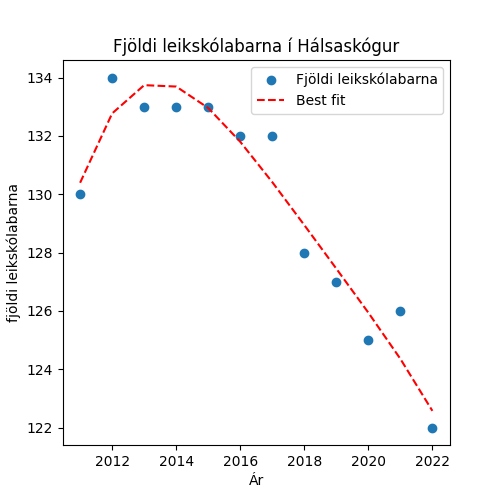 Fjöldi leikskólabarna í Hálsaskógur
Fjöldi leikskólabarna
Best fit
fjöldi leikskólabarna
134
132
130
128
126
124
122
2012 2014 2016 2018 2020 2022
Ár